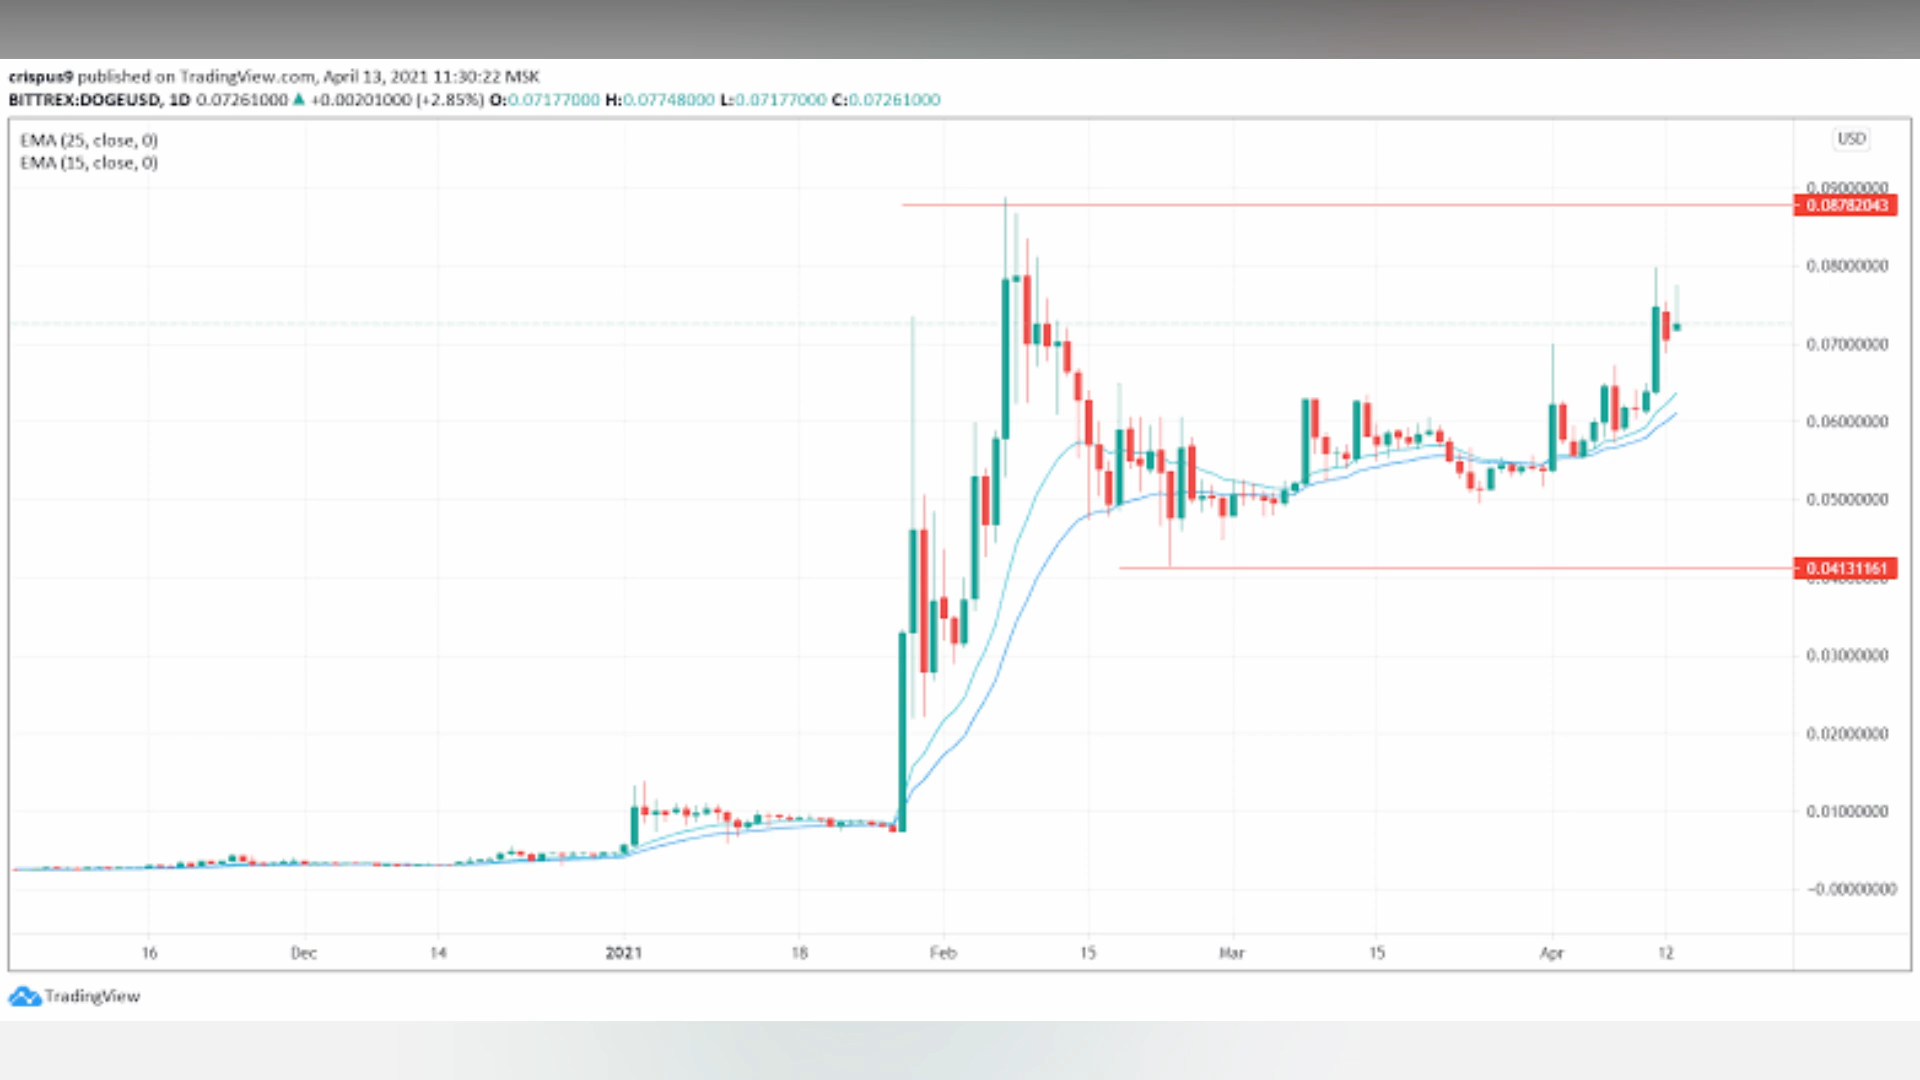 crispus9 published on TradingView.com, April 13, 2021 11:30:22 MSK
BITTREX:DOGEUSD, 1D 0.07261000 ▲ +0.00201000 (+2.85%) O:0.07177000 H:0.07748000 L:0.07177000 C:0.07261000
EMA (25, close, 0)
EMA (15, close, 0)
USD
0.09000000
0.08782043
0.08000000
0.07000000
0.06000000
0.05000000
0.04131161
0.04000000
0.03000000
0.02000000
0.01000000
-0.00000000
16 Dec 14 2021 18 Feb 15 Mar 15 Apr 12
TradingView